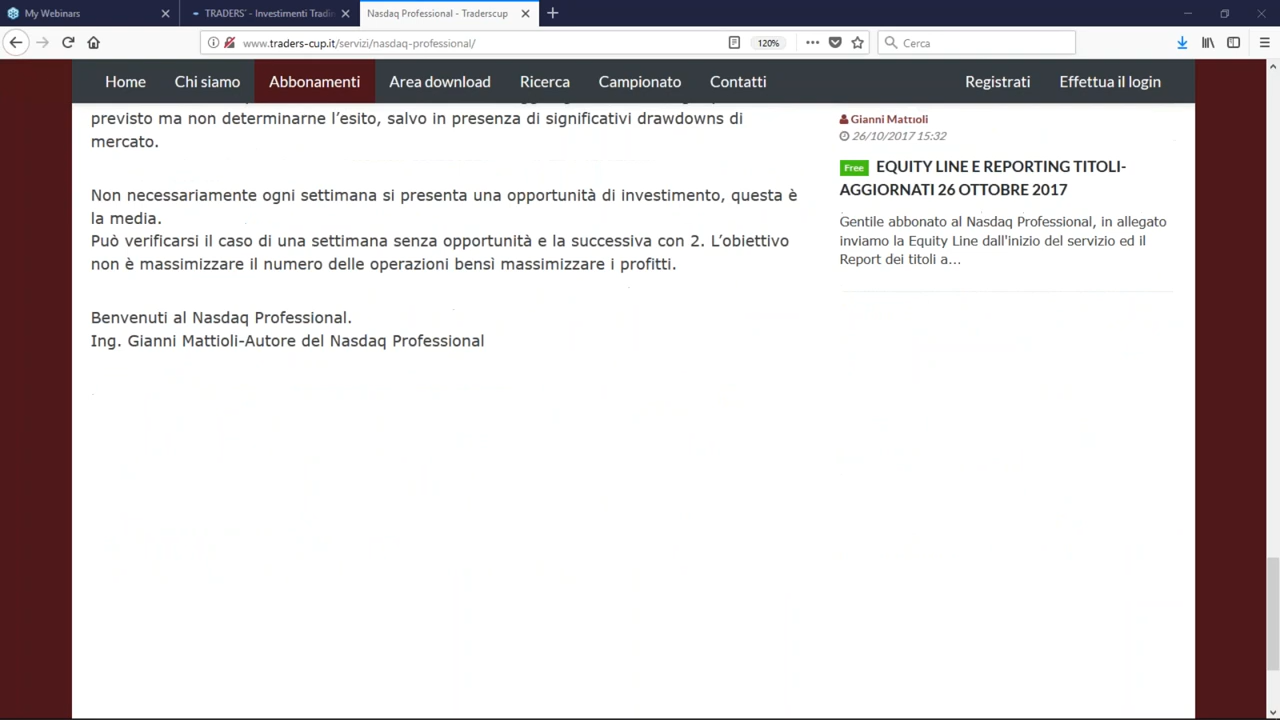 My Webinars
TRADERS' - Investimenti Tradin
Nasdaq Professional - Traderscup
www.traders-cup.it/servizi/nasdaq-professional/
120%
Cerca
Home
Chi siamo
Abbonamenti
Area download
Ricerca
Campionato
Contatti
Registrati
Effettua il login
previsto ma non determinarne l'esito, salvo in presenza di significativi drawdowns di
mercato.
Non necessariamente ogni settimana si presenta una opportunità di investimento, questa è
la media.
Può verificarsi il caso di una settimana senza opportunità e la successiva con 2. L'obiettivo
non è massimizzare il numero delle operazioni bensì massimizzare i profitti.
Benvenuti al Nasdaq Professional.
Ing. Gianni Mattioli-Autore del Nasdaq Professional
Gianni Mattioli
26/10/2017 15:32
Free EQUITY LINE E REPORTING TITOLI-
AGGIORNATI 26 OTTOBRE 2017
Gentile abbonato al Nasdaq Professional, in allegato
inviamo la Equity Line dall'inizio del servizio ed il
Report dei titoli a...